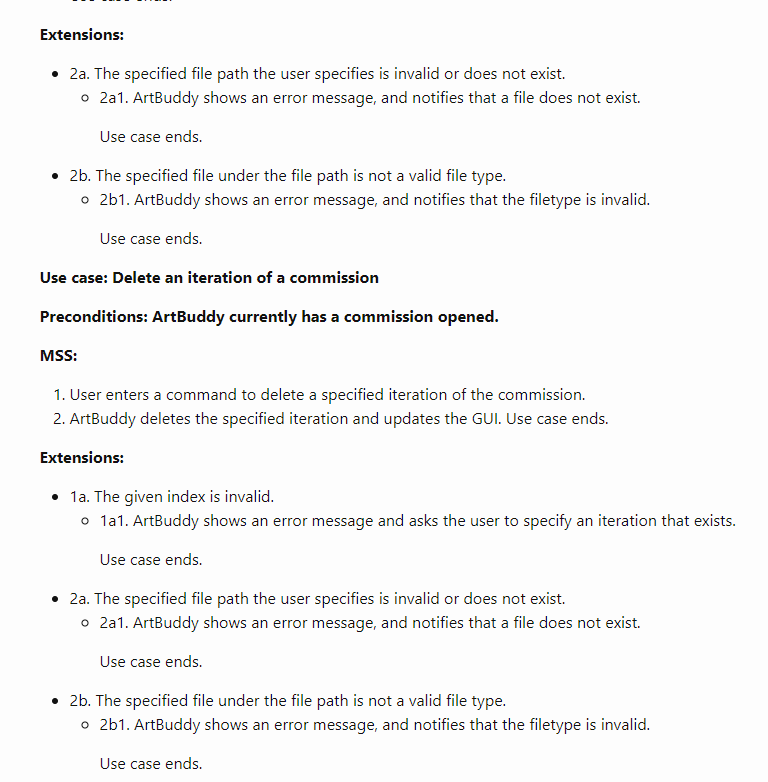 Use case ends.
Extensions:
• 2a. The specified file path the user specifies is invalid or does not exist.
○ 2a1. ArtBuddy shows an error message, and notifies that a file does not exist.
Use case ends.
• 2b. The specified file under the file path is not a valid file type.
○ 2b1. ArtBuddy shows an error message, and notifies that the filetype is invalid.
Use case ends.
Use case: Delete an iteration of a commission
Preconditions: ArtBuddy currently has a commission opened.
MSS:
1. User enters a command to delete a specified iteration of the commission.
2. ArtBuddy deletes the specified iteration and updates the GUI. Use case ends.
Extensions:
• 1a. The given index is invalid.
○ 1a1. ArtBuddy shows an error message and asks the user to specify an iteration that exists.
Use case ends.
• 2a. The specified file path the user specifies is invalid or does not exist.
○ 2a1. ArtBuddy shows an error message, and notifies that a file does not exist.
Use case ends.
• 2b. The specified file under the file path is not a valid file type.
○ 2b1. ArtBuddy shows an error message, and notifies that the filetype is invalid.
Use case ends.